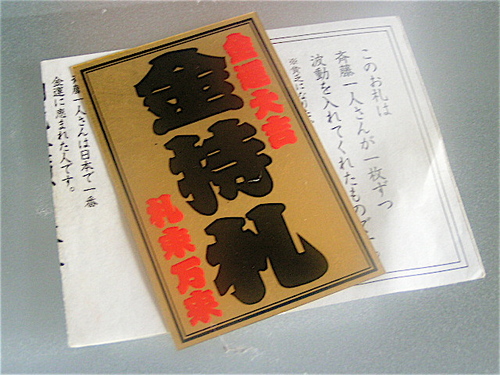 金運大吉
金持札
札束万来
このお札は
斉藤一人さんが一枚ずつ
波動を入れてくれたもので
斉藤一人さんは日本で一番
金運に恵まれた人です。